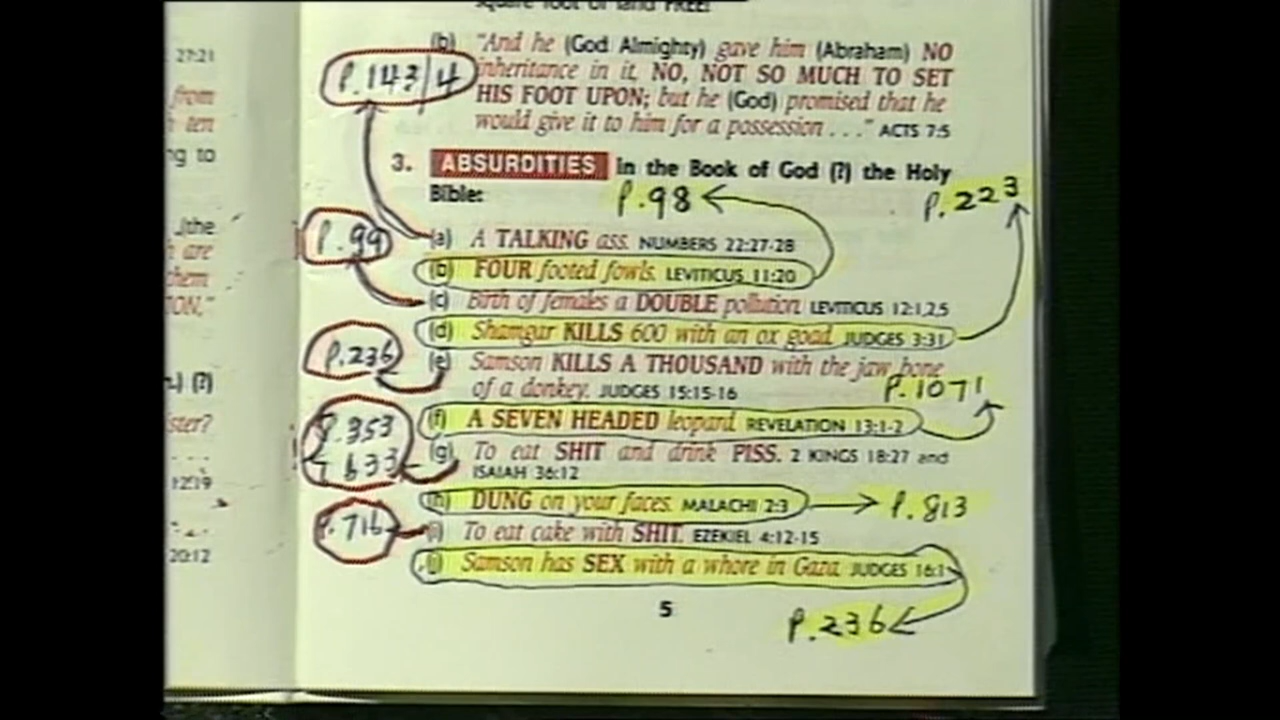 square foot of land FREE!
(b) "And he (God Almighty) gave him (Abraham) NO
inheritance in it, NO, NOT SO MUCH TO SET
HIS FOOT UPON; but he (God) promised that he
would give it to him for a possession . . ." ACTS 7:5
P.143/4
3. ABSURDITIES In the Book of God (?) the Holy
Bible:
P.98
P.223
(a) A TALKING ass. NUMBERS 22:27-28
P.99
(b) FOUR footed fowls. LEVITICUS 11:20
(c) Birth of females a DOUBLE pollution. LEVITICUS 12:1,2,5
(d) Shamgar KILLS 600 with an ox goad. JUDGES 3:31
P.236
(e) Samson KILLS A THOUSAND with the jaw bone
of a donkey. JUDGES 15:15-16
P.1071
(f) A SEVEN HEADED leopard. REVELATION 13:1-2
P.353
(g) To eat SHIT and drink PISS. 2 KINGS 18:27 and
ISAIAH 36:12
633
(h) DUNG on your faces. MALACHI 2:3
P.813
P.716
(i) To eat cake with SHIT. EZEKIEL 4:12-15
(j) Samson has SEX with a whore in Gaza. JUDGES 16:1
5
P.236
27:21
from
ten
to
(the
are
them
ION,"
(?)
ster?
. . .
12:19
20:12